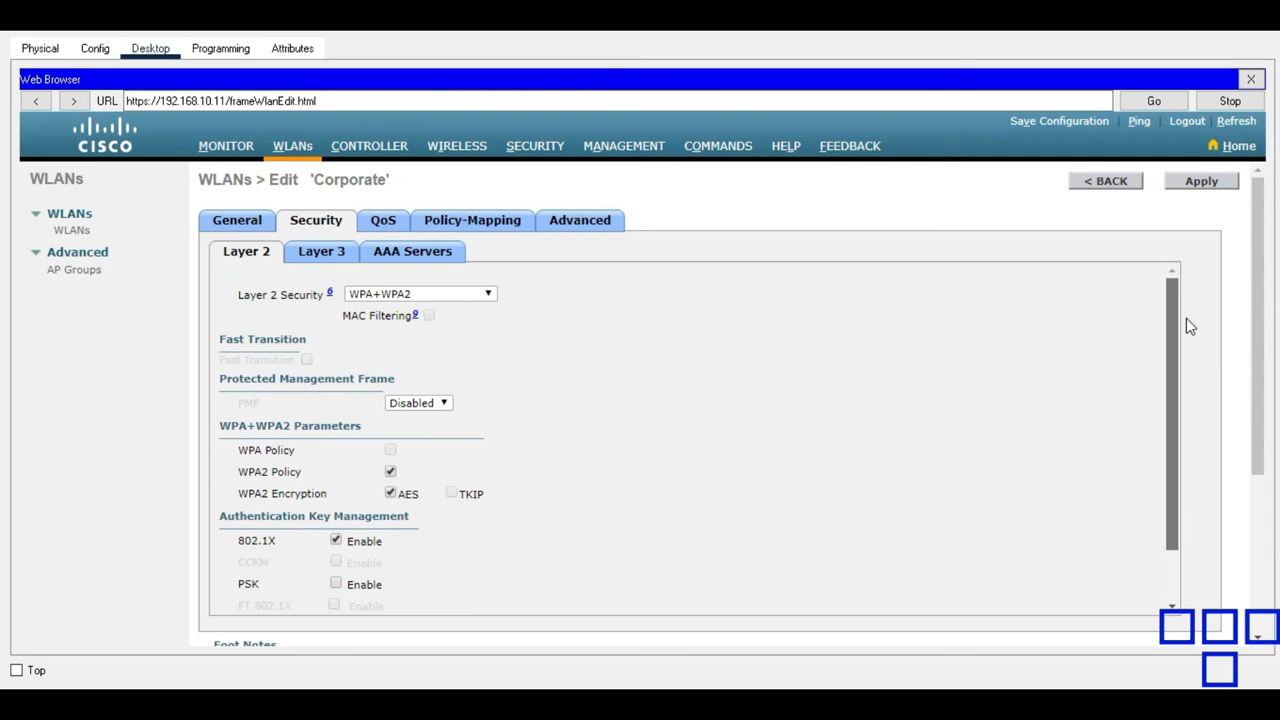 Physical Config Desktop Programming Attributes
Web Browser X
< > URL https://192.168.10.11/frameWlanEdit.html Go Stop
Save Configuration | Ping | Logout | Refresh
CISCO MONITOR WLANs CONTROLLER WIRELESS SECURITY MANAGEMENT COMMANDS HELP FEEDBACK Home
WLANs
WLANs > Edit 'Corporate' < BACK Apply
WLANs
WLANs
Advanced
AP Groups
General Security QoS Policy-Mapping Advanced
Layer 2 Layer 3 AAA Servers
Layer 2 Security 6 WPA+WPA2
MAC Filtering 9
Fast Transition
Fast Transition
Protected Management Frame
PMF Disabled
WPA+WPA2 Parameters
WPA Policy
WPA2 Policy
WPA2 Encryption AES TKIP
Authentication Key Management
802.1X Enable
CCKM Enable
PSK Enable
FT 802.1X Enable
Foot Notes
Top